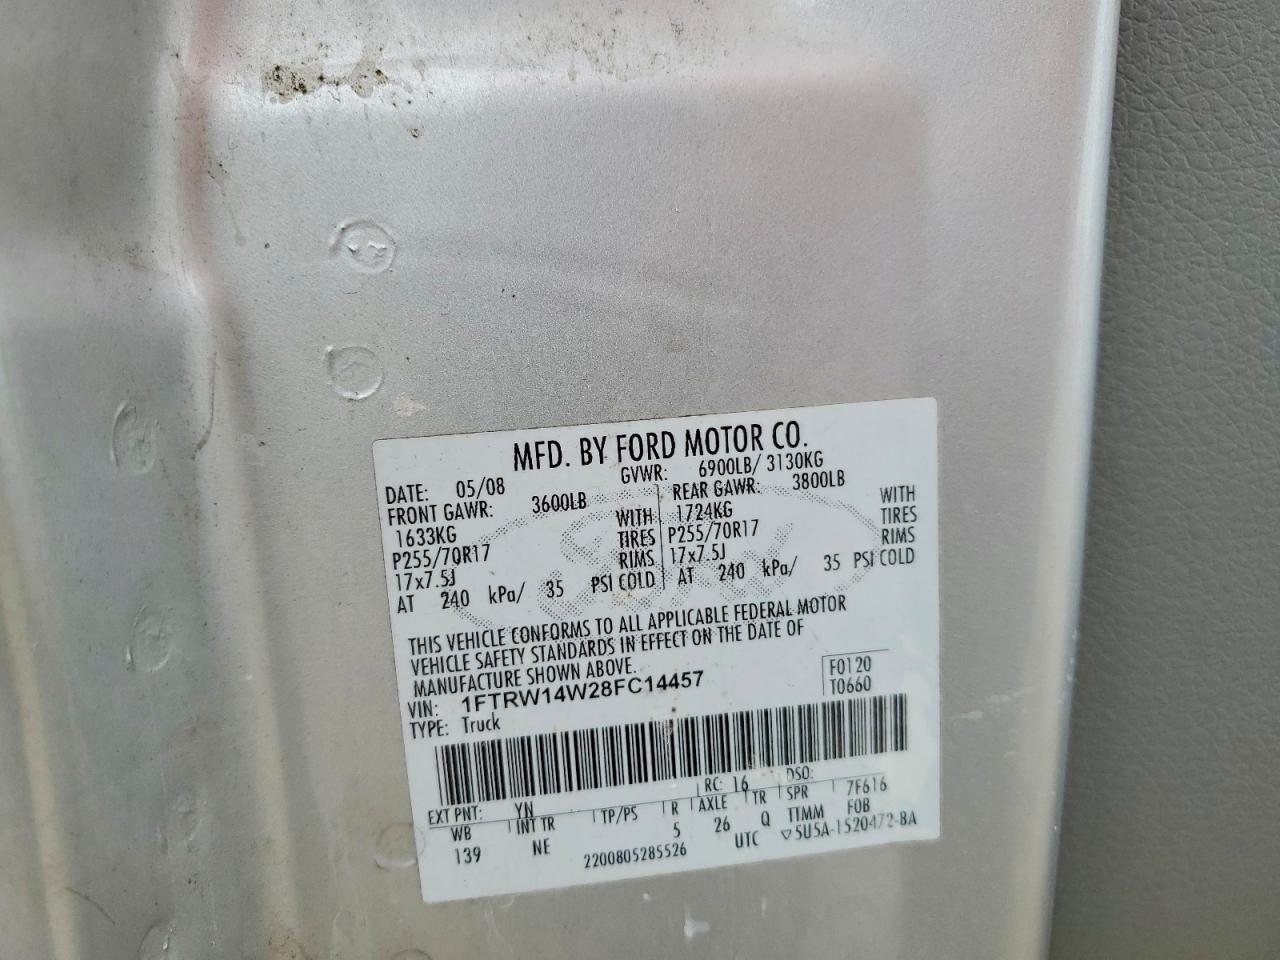 MFD. BY FORD MOTOR CO.
DATE: 05/08 GVWR: 6900LB/ 3130KG
FRONT GAWR: 3600LB REAR GAWR: 3800LB
1633KG WITH 1724KG WITH
P255/70R17 TIRES P255/70R17 TIRES
17x7.5J RIMS 17x7.5J RIMS
AT 240 kPa/ 35 PSI COLD AT 240 kPa/ 35 PSI COLD
THIS VEHICLE CONFORMS TO ALL APPLICABLE FEDERAL MOTOR
VEHICLE SAFETY STANDARDS IN EFFECT ON THE DATE OF
MANUFACTURE SHOWN ABOVE.
VIN: 1FTRW14W28FC14457 F0120
TYPE: Truck T0660
EXT PNT: YN RC: 16 DSO:
WB INT TR TP/PS R AXLE TR SPR 7F616
139 NE 5 26 Q TTMM FOB
2200805285526 UTC ▽5U5A-1520472-BA